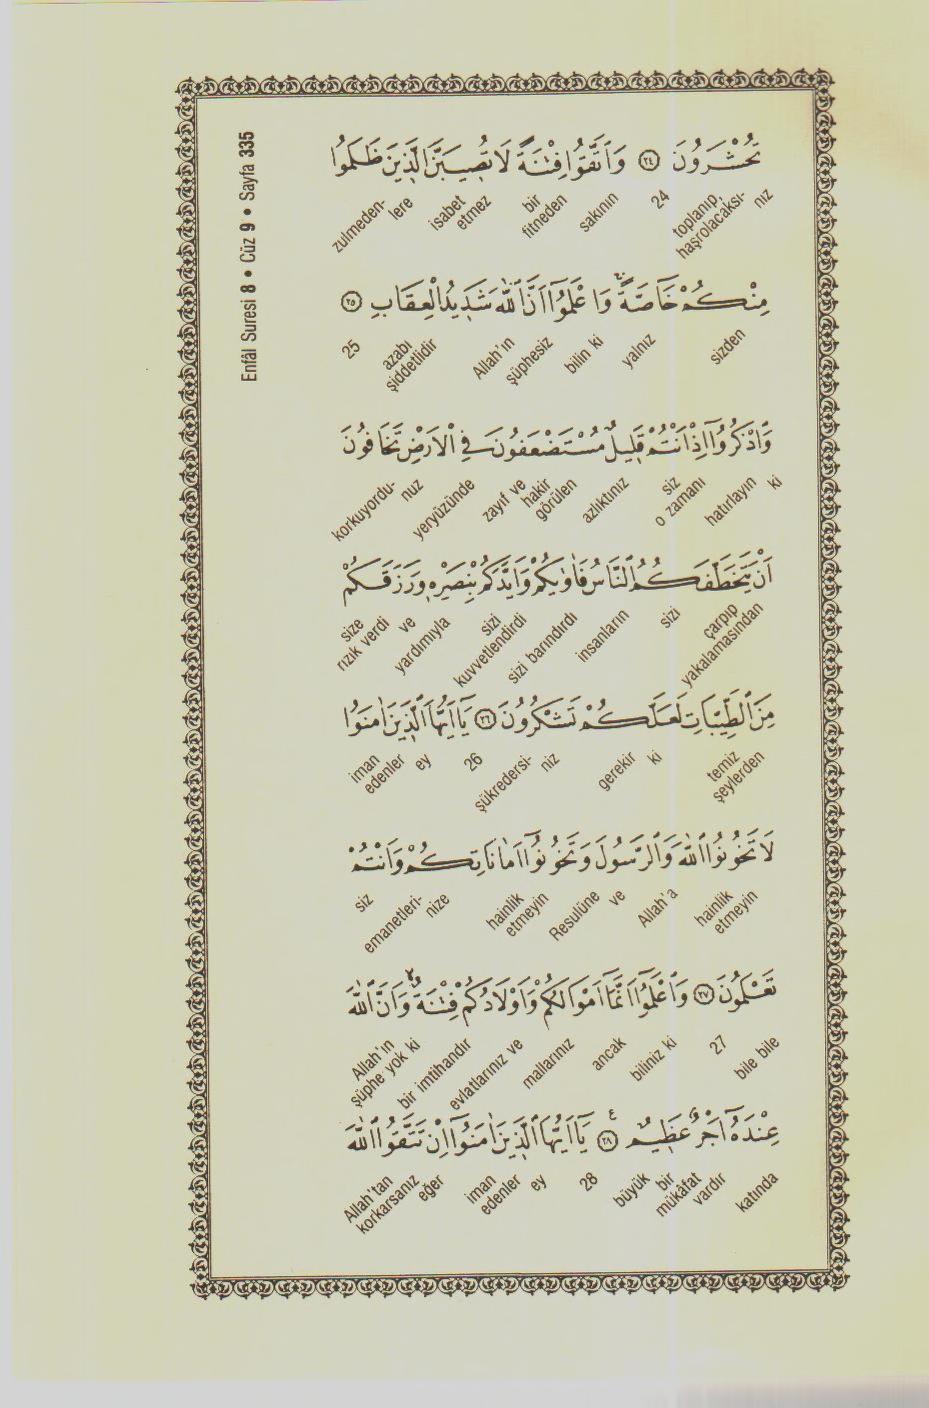 Enfâl Suresi 8 • Cüz 9 • Sayfa 335
تُحْشَرُونَ ﴿٢٤﴾ وَاتَّقُوا فِتْنَةً لَا تُصِيبَنَّ الَّذِينَ ظَلَمُوا
toplanıp, haşrolacaksı- nız 24 sakının bir fitneden isabet etmez zulmeden- lere
مِنْكُمْ خَاصَّةً وَاعْلَمُوا أَنَّ اللّٰهَ شَدِيدُ الْعِقَابِ ﴿٢٥﴾
sizden yalnız bilin ki şüphesiz Allah'ın azabı şiddetlidir 25
وَاذْكُرُوا إِذْ أَنْتُمْ قَلِيلٌ مُسْتَضْعَفُونَ فِي الْأَرْضِ تَخَافُونَ
ki hatırlayın o zamanı siz azlıktınız zayıf ve hakir görülen yeryüzünde korkuyordu- nuz
أَنْ يَتَخَطَّفَكُمُ النَّاسُ فَاٰوٰيكُمْ وَأَيَّدَكُمْ بِنَصْرِهِ وَرَزَقَكُمْ
çarpıp yakalamasından sizi insanların sizi barındırdı sizi kuvvetlendirdi yardımıyla ve size rızık verdi
مِنَ الطَّيِّبَاتِ لَعَلَّكُمْ تَشْكُرُونَ ﴿٢٦﴾ يَا أَيُّهَا الَّذِينَ اٰمَنُوا
temiz şeylerden ki gerekir şükredersi- niz 26 ey iman edenler
لَا تَخُونُوا اللّٰهَ وَالرَّسُولَ وَتَخُونُوا أَمَانَاتِكُمْ وَأَنْتُمْ
hainlik etmeyin Allah'a ve Resulüne hainlik etmeyin emanetleri- nize siz
تَعْلَمُونَ ﴿٢٧﴾ وَاعْلَمُوا أَنَّمَا أَمْوَالُكُمْ وَأَوْلَادُكُمْ فِتْنَةٌ وَأَنَّ اللّٰهَ
bile bile 27 biliniz ki ancak mallarınız evlatlarınız ve bir imtihandır şüphe yok ki Allah'ın
عِنْدَهُ أَجْرٌ عَظِيمٌ ﴿٢٨﴾ يَا أَيُّهَا الَّذِينَ اٰمَنُوا إِنْ تَتَّقُوا اللّٰهَ
katında vardır mükâfat bir büyük 28 ey iman edenler eğer korkarsanız Allah'tan